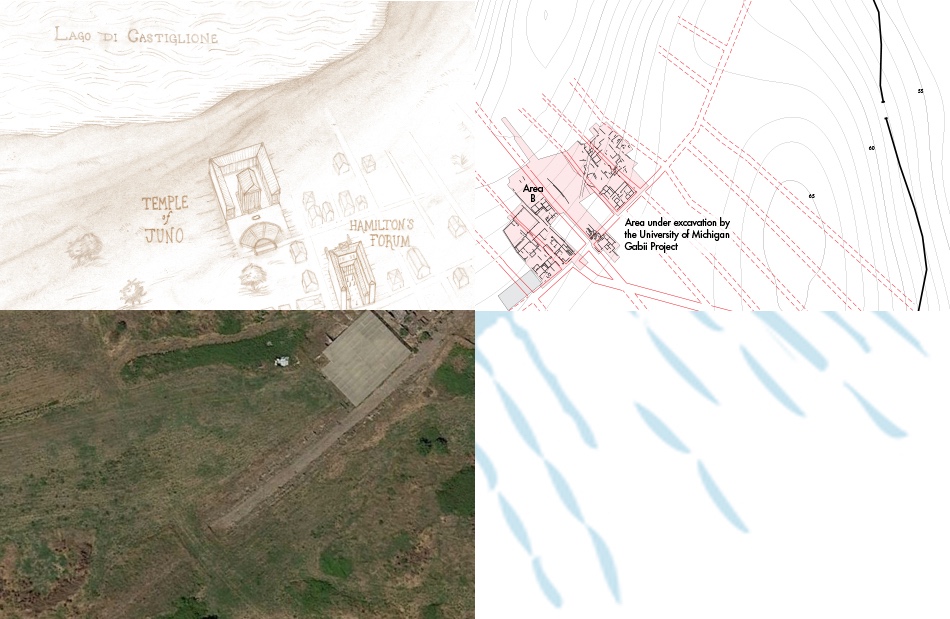 LAGO DI CASTIGLIONE
TEMPLE
of
JUNO
HAMILTON'S
FORUM
Area
B
Area under excavation by
the University of Michigan
Gabii Project
55
60
65